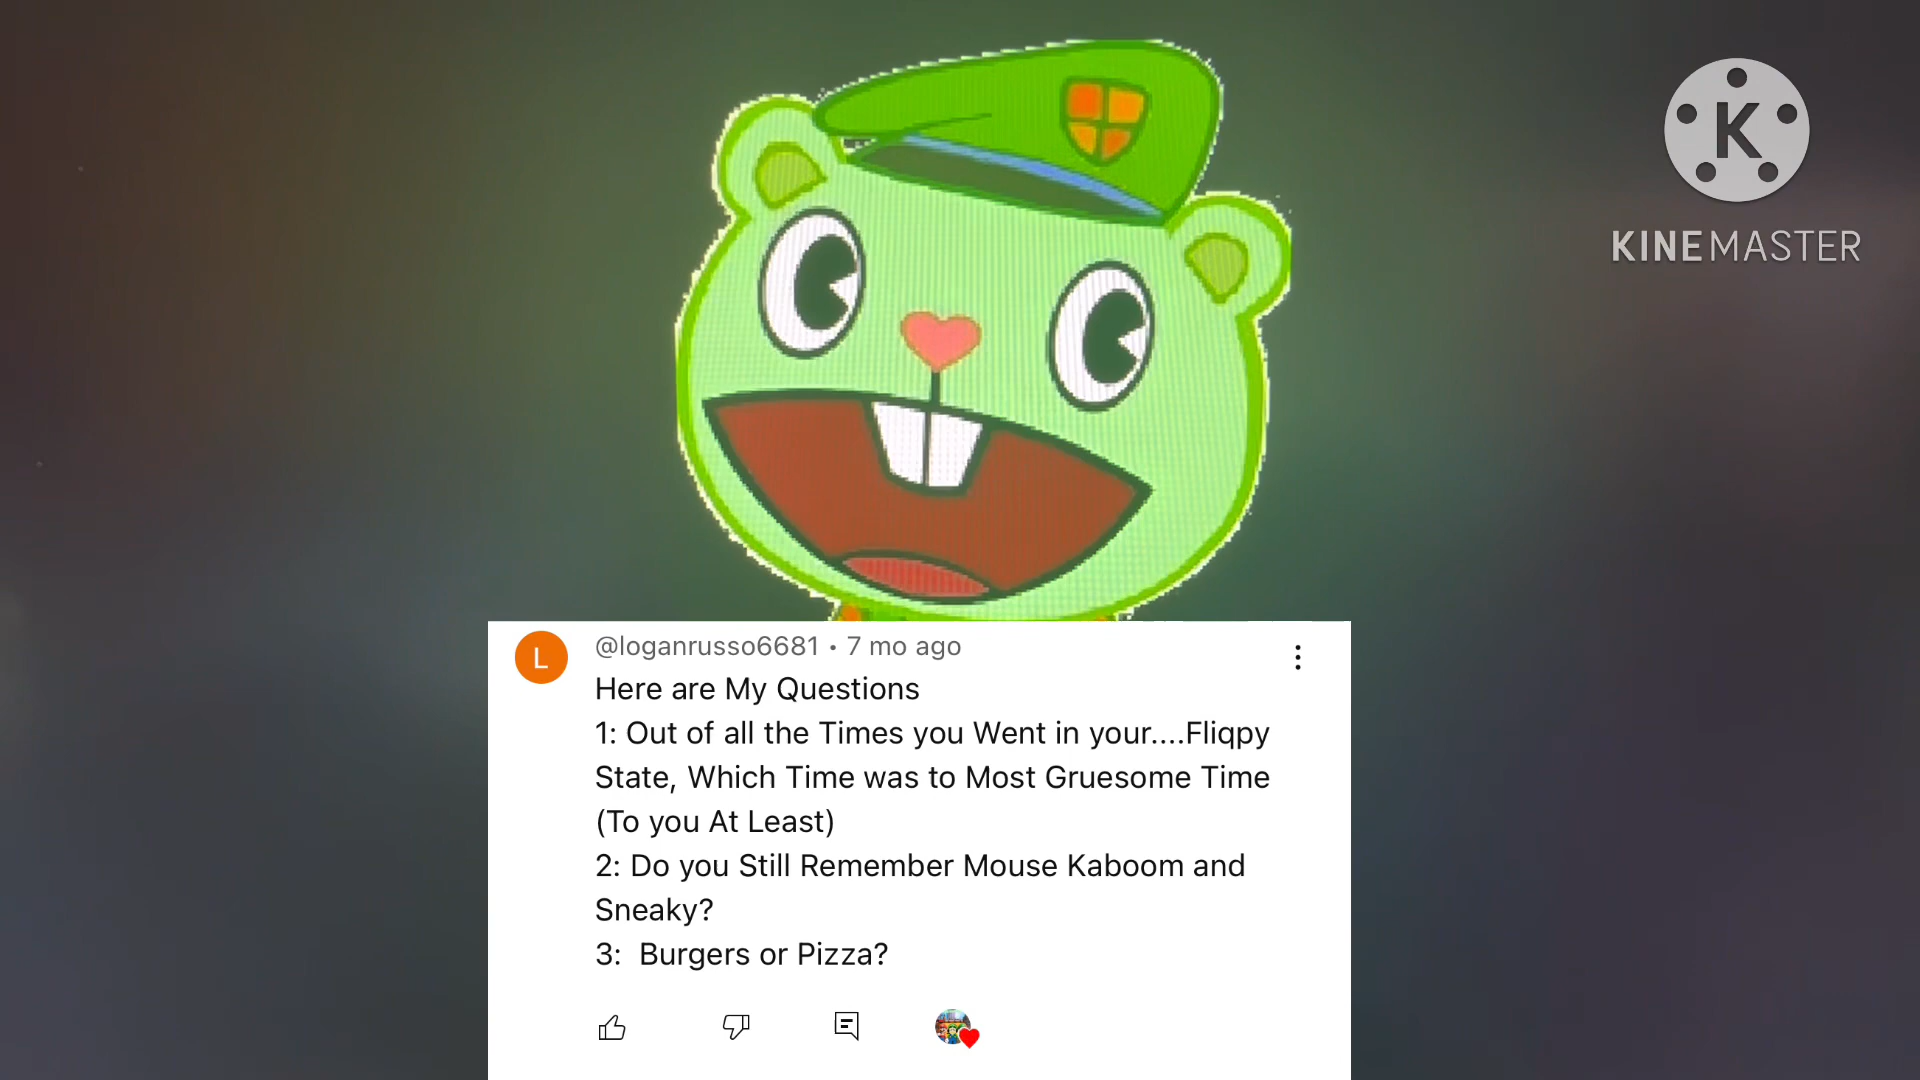 K
KINEMASTER
L
@loganrusso6681 • 7 mo ago
Here are My Questions
1: Out of all the Times you Went in your....Fliqpy
State, Which Time was to Most Gruesome Time
(To you At Least)
2: Do you Still Remember Mouse Kaboom and
Sneaky?
3:  Burgers or Pizza?